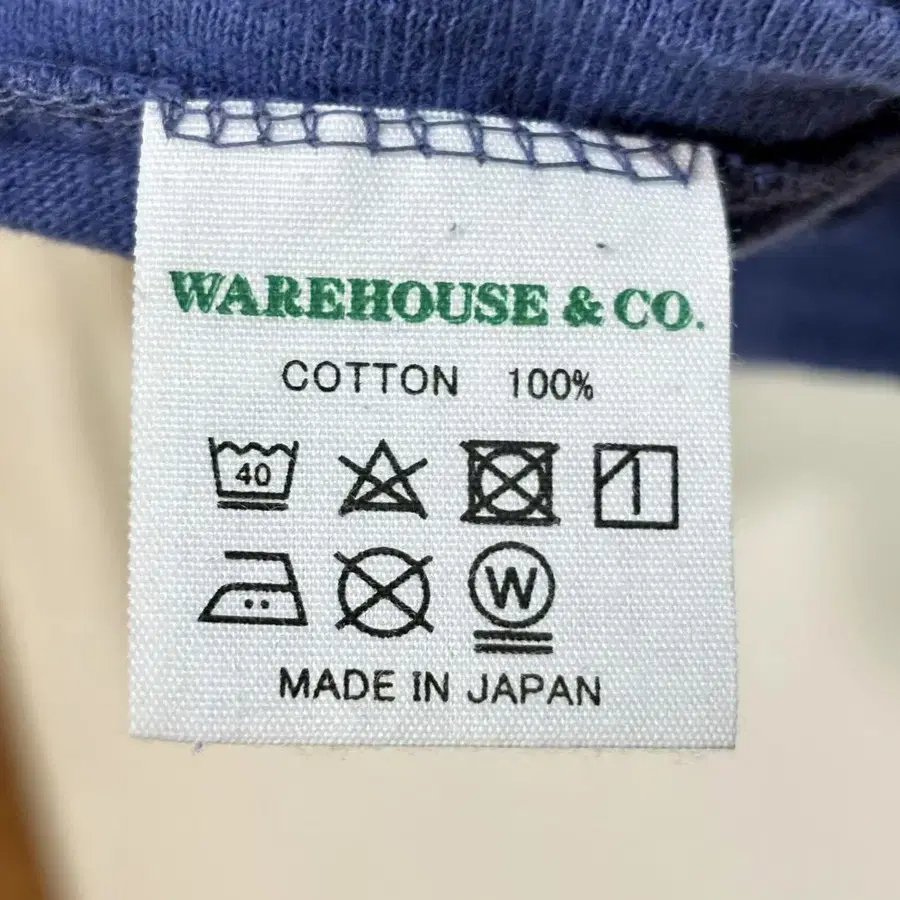 WAREHOUSE & CO.
COTTON 100%
40
W
MADE IN JAPAN